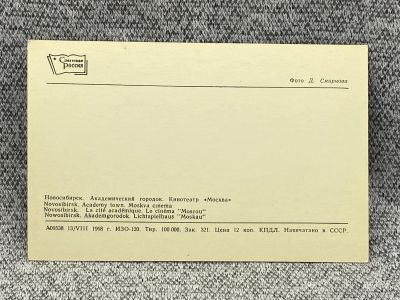 Советская
Россия
Фото Д. Смирнова
Новосибирск. Академический городок. Кинотеатр «Москва»
Novosibirsk. Academy town. Moskva cinema
Novosibirsk. La cité académique. Le cinéma "Moscou"
Nowosibirsk. Akademgorodok. Lichtspielhaus "Moskau"
А09538 13/VIII 1968 г. ИЗО-120. Тир. 100 000. Зак. 321. Цена 12 коп. КПДЛ. Напечатано в СССР.